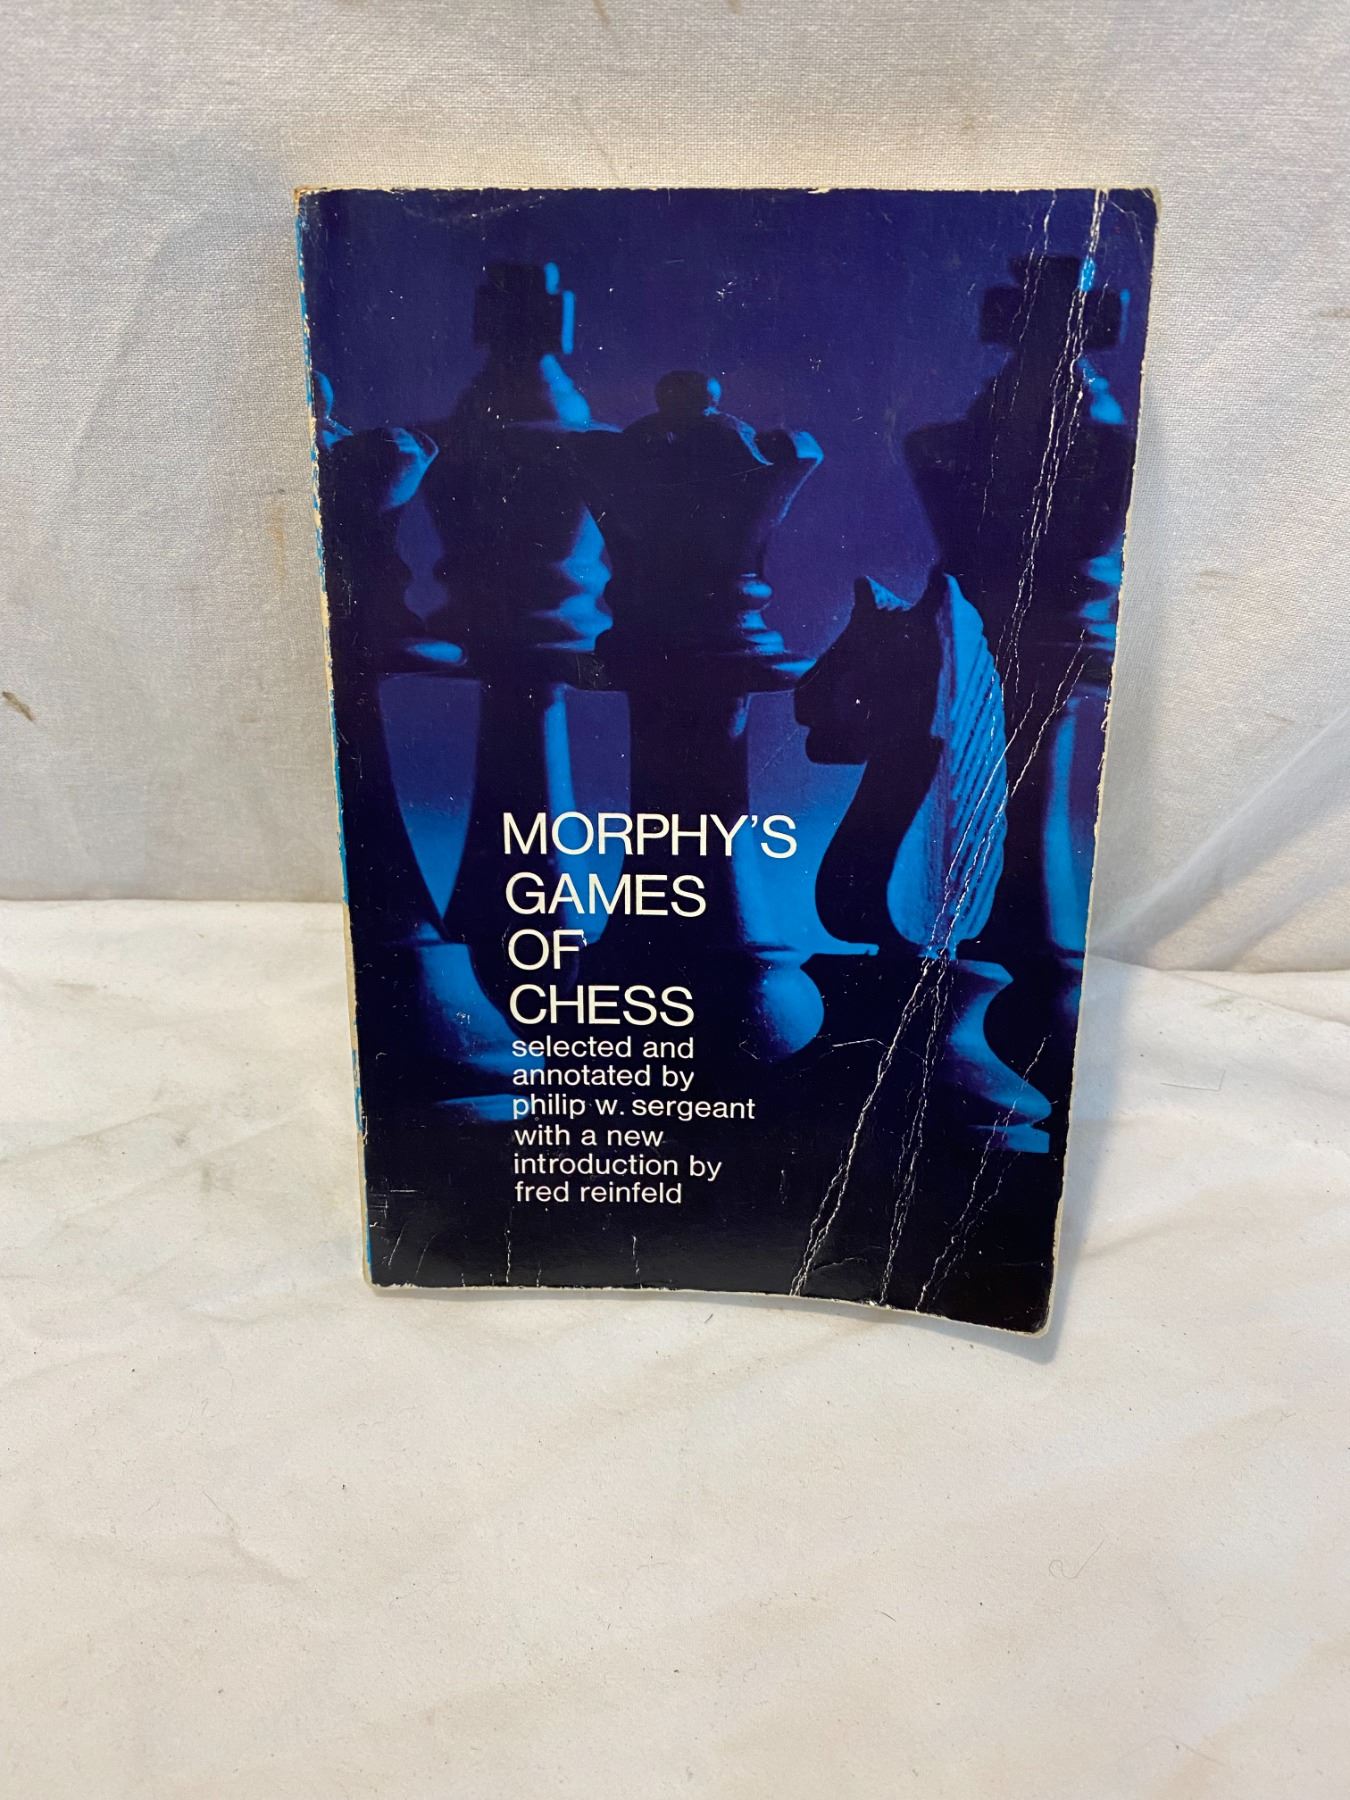 MORPHY'S
GAMES
OF
CHESS
selected and
annotated by
philip w. sergeant
with a new
introduction by
fred reinfeld